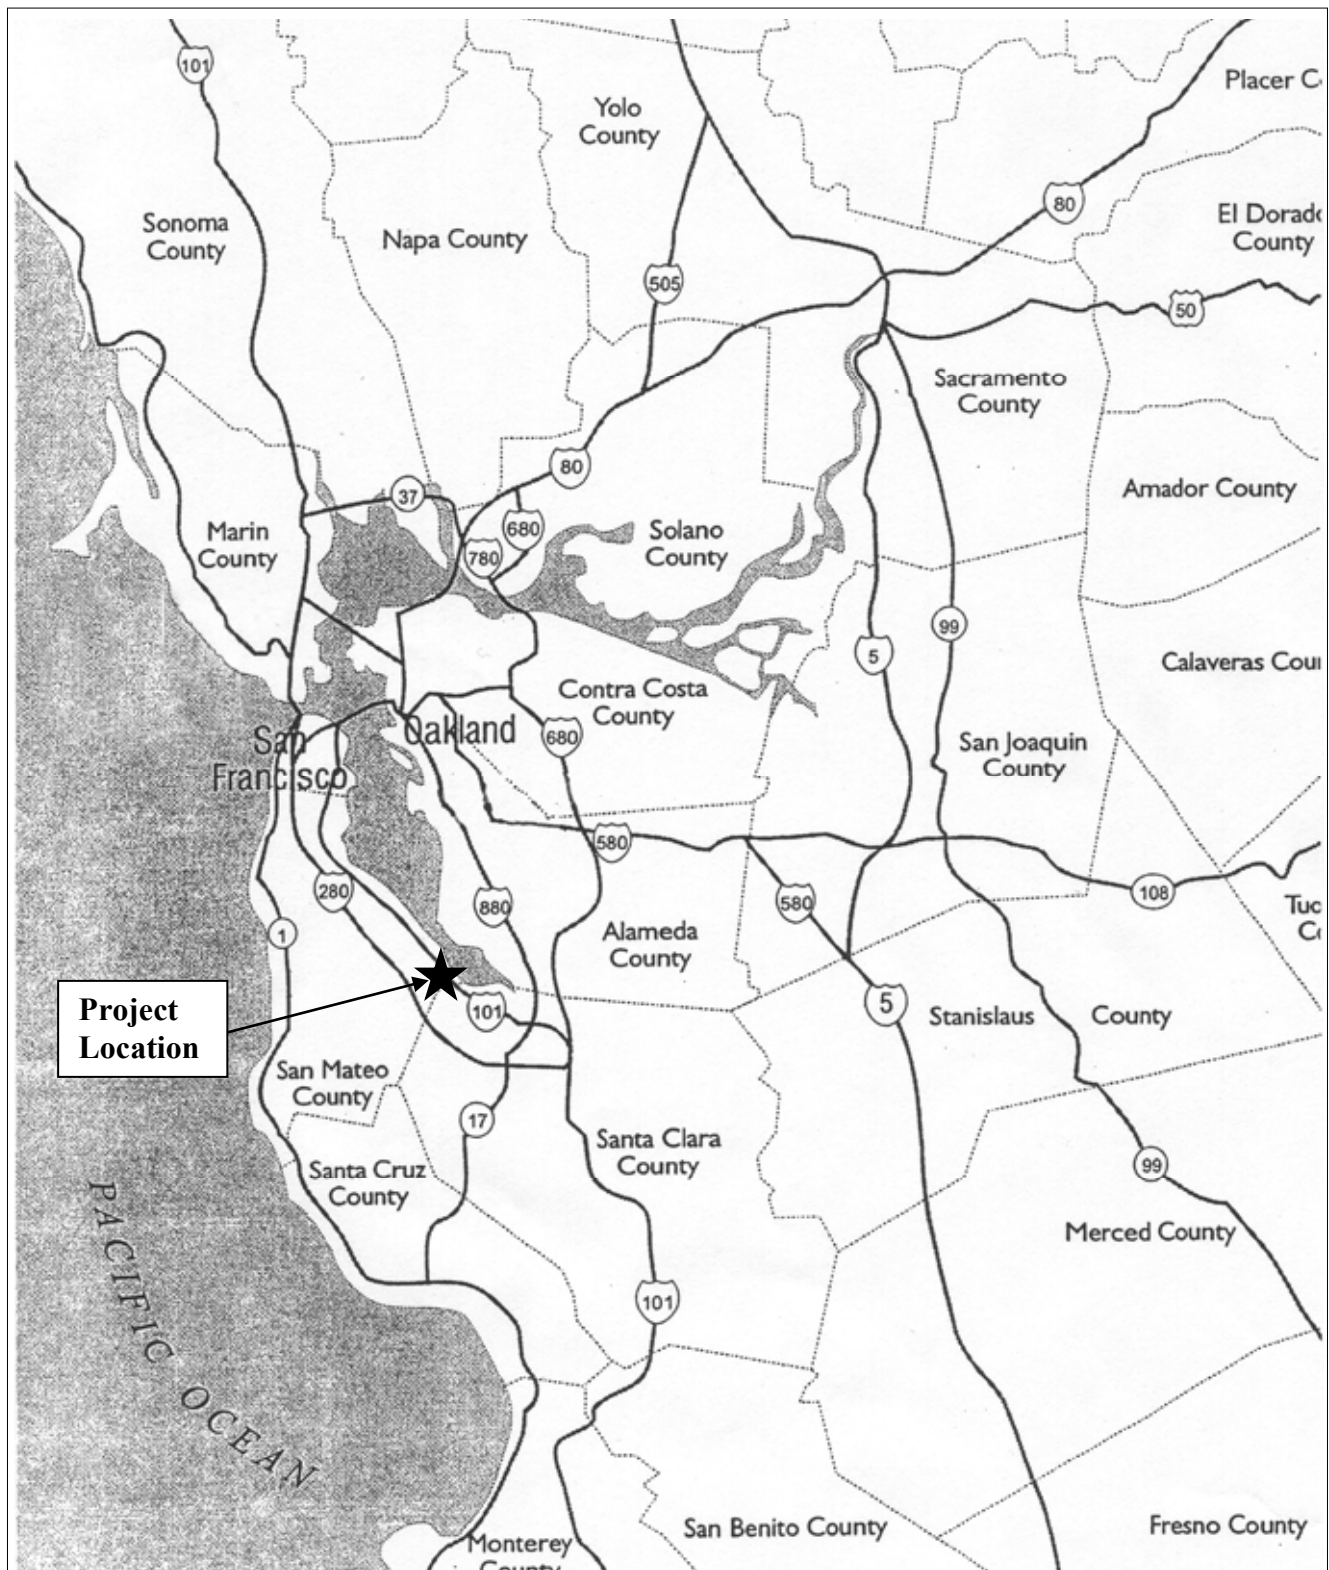 101
Placer C
Yolo
County
80
Sonoma
County
Napa County
El Dorado
County
505
50
Sacramento
County
80
37
Amador County
Marin
County
680
780
Solano
County
99
5
Calaveras Cou
Contra Costa
County
San
Francisco
Oakland
680
San Joaquin
County
580
280
880
580
108
1
Alameda
County
Tuc
Project
Location
101
5
Stanislaus County
San Mateo
County
17
Santa Clara
County
Santa Cruz
County
99
PACIFIC OCEAN
Merced County
101
San Benito County
Fresno County
Monterey
County